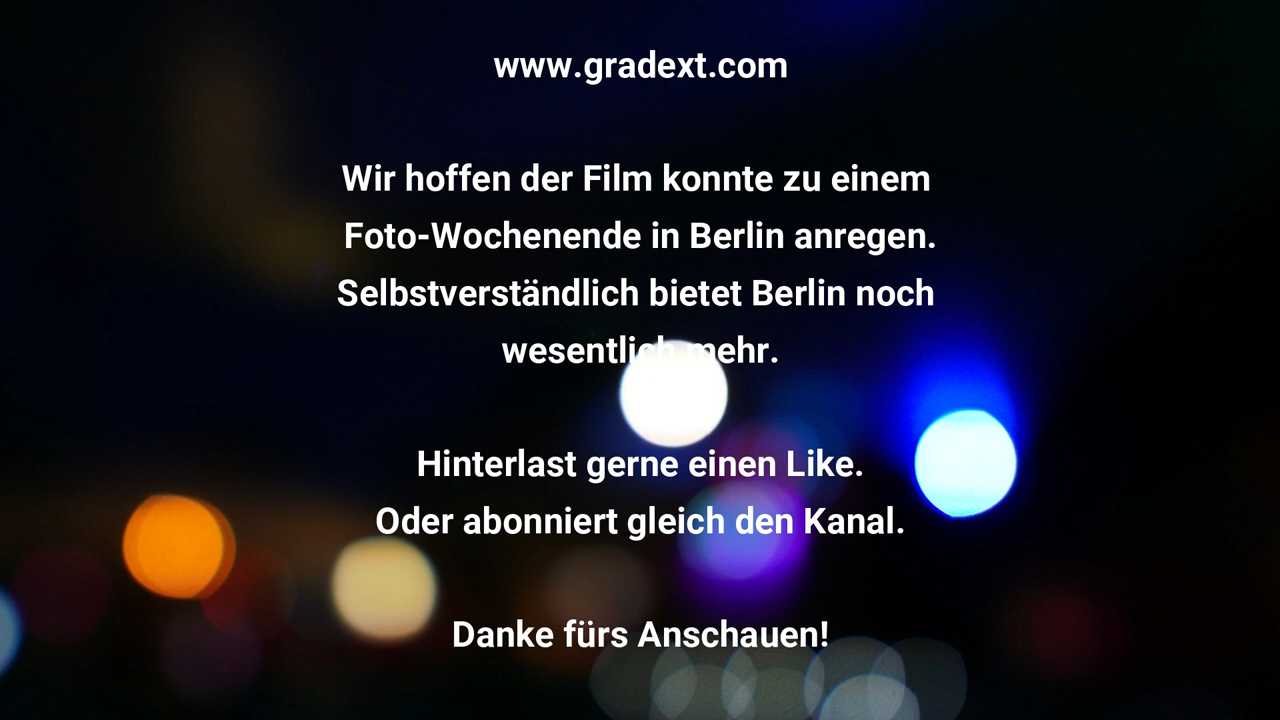 www.gradext.com
Wir hoffen der Film konnte zu einem
Foto-Wochenende in Berlin anregen.
Selbstverständlich bietet Berlin noch
wesentlich mehr.
Hinterlast gerne einen Like.
Oder abonniert gleich den Kanal.
Danke fürs Anschauen!